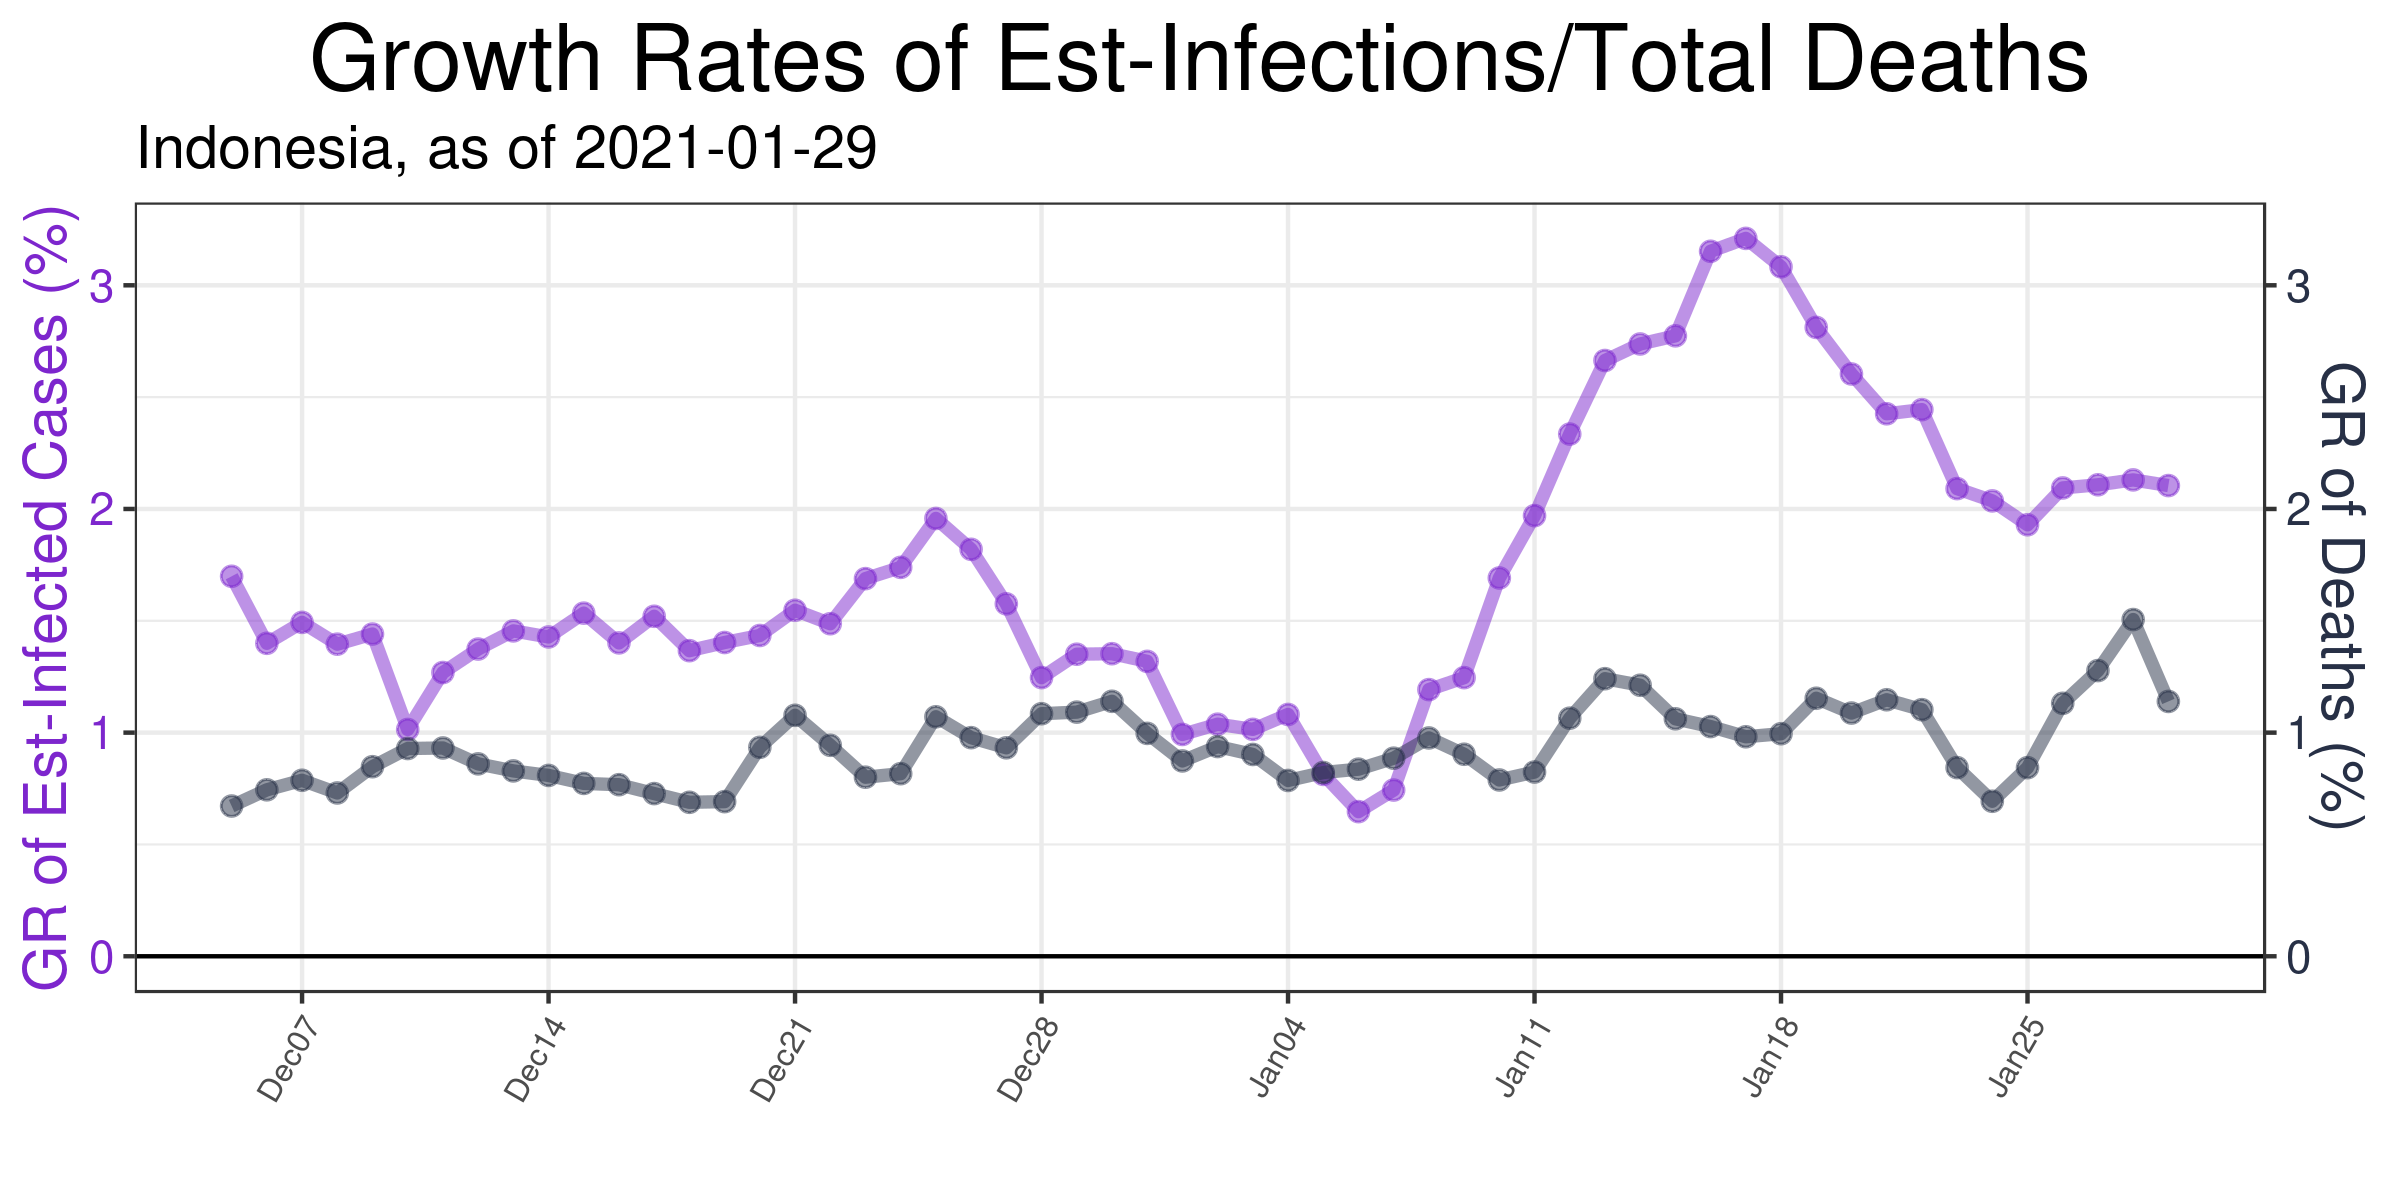 Growth Rates of Est-Infections/Total Deaths
Indonesia, as of 2021-01-29
GR of Est-Infected Cases (%)
3
2
1
0
3
2
1
0
GR of Deaths (%)
Dec07
Dec14
Dec21
Dec28
Jan04
Jan11
Jan18
Jan25